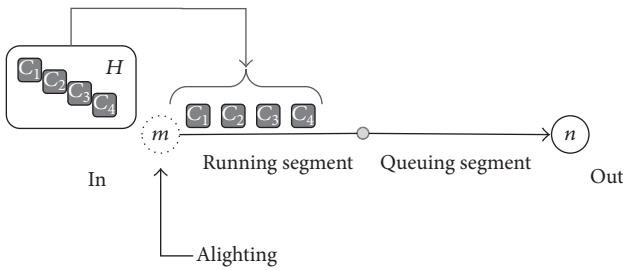 H
C1
C2
C3
C4
C1 C2 C3 C4
m
n
Running segment Queuing segment
In
Out
Alighting